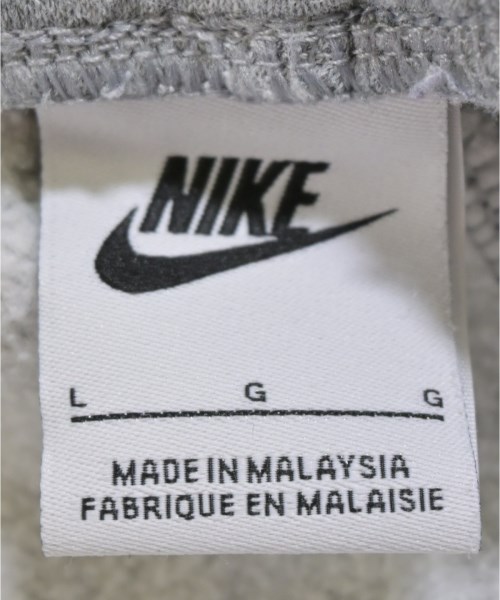 NIKE
L G G
MADE IN MALAYSIA
FABRIQUE EN MALAISIE